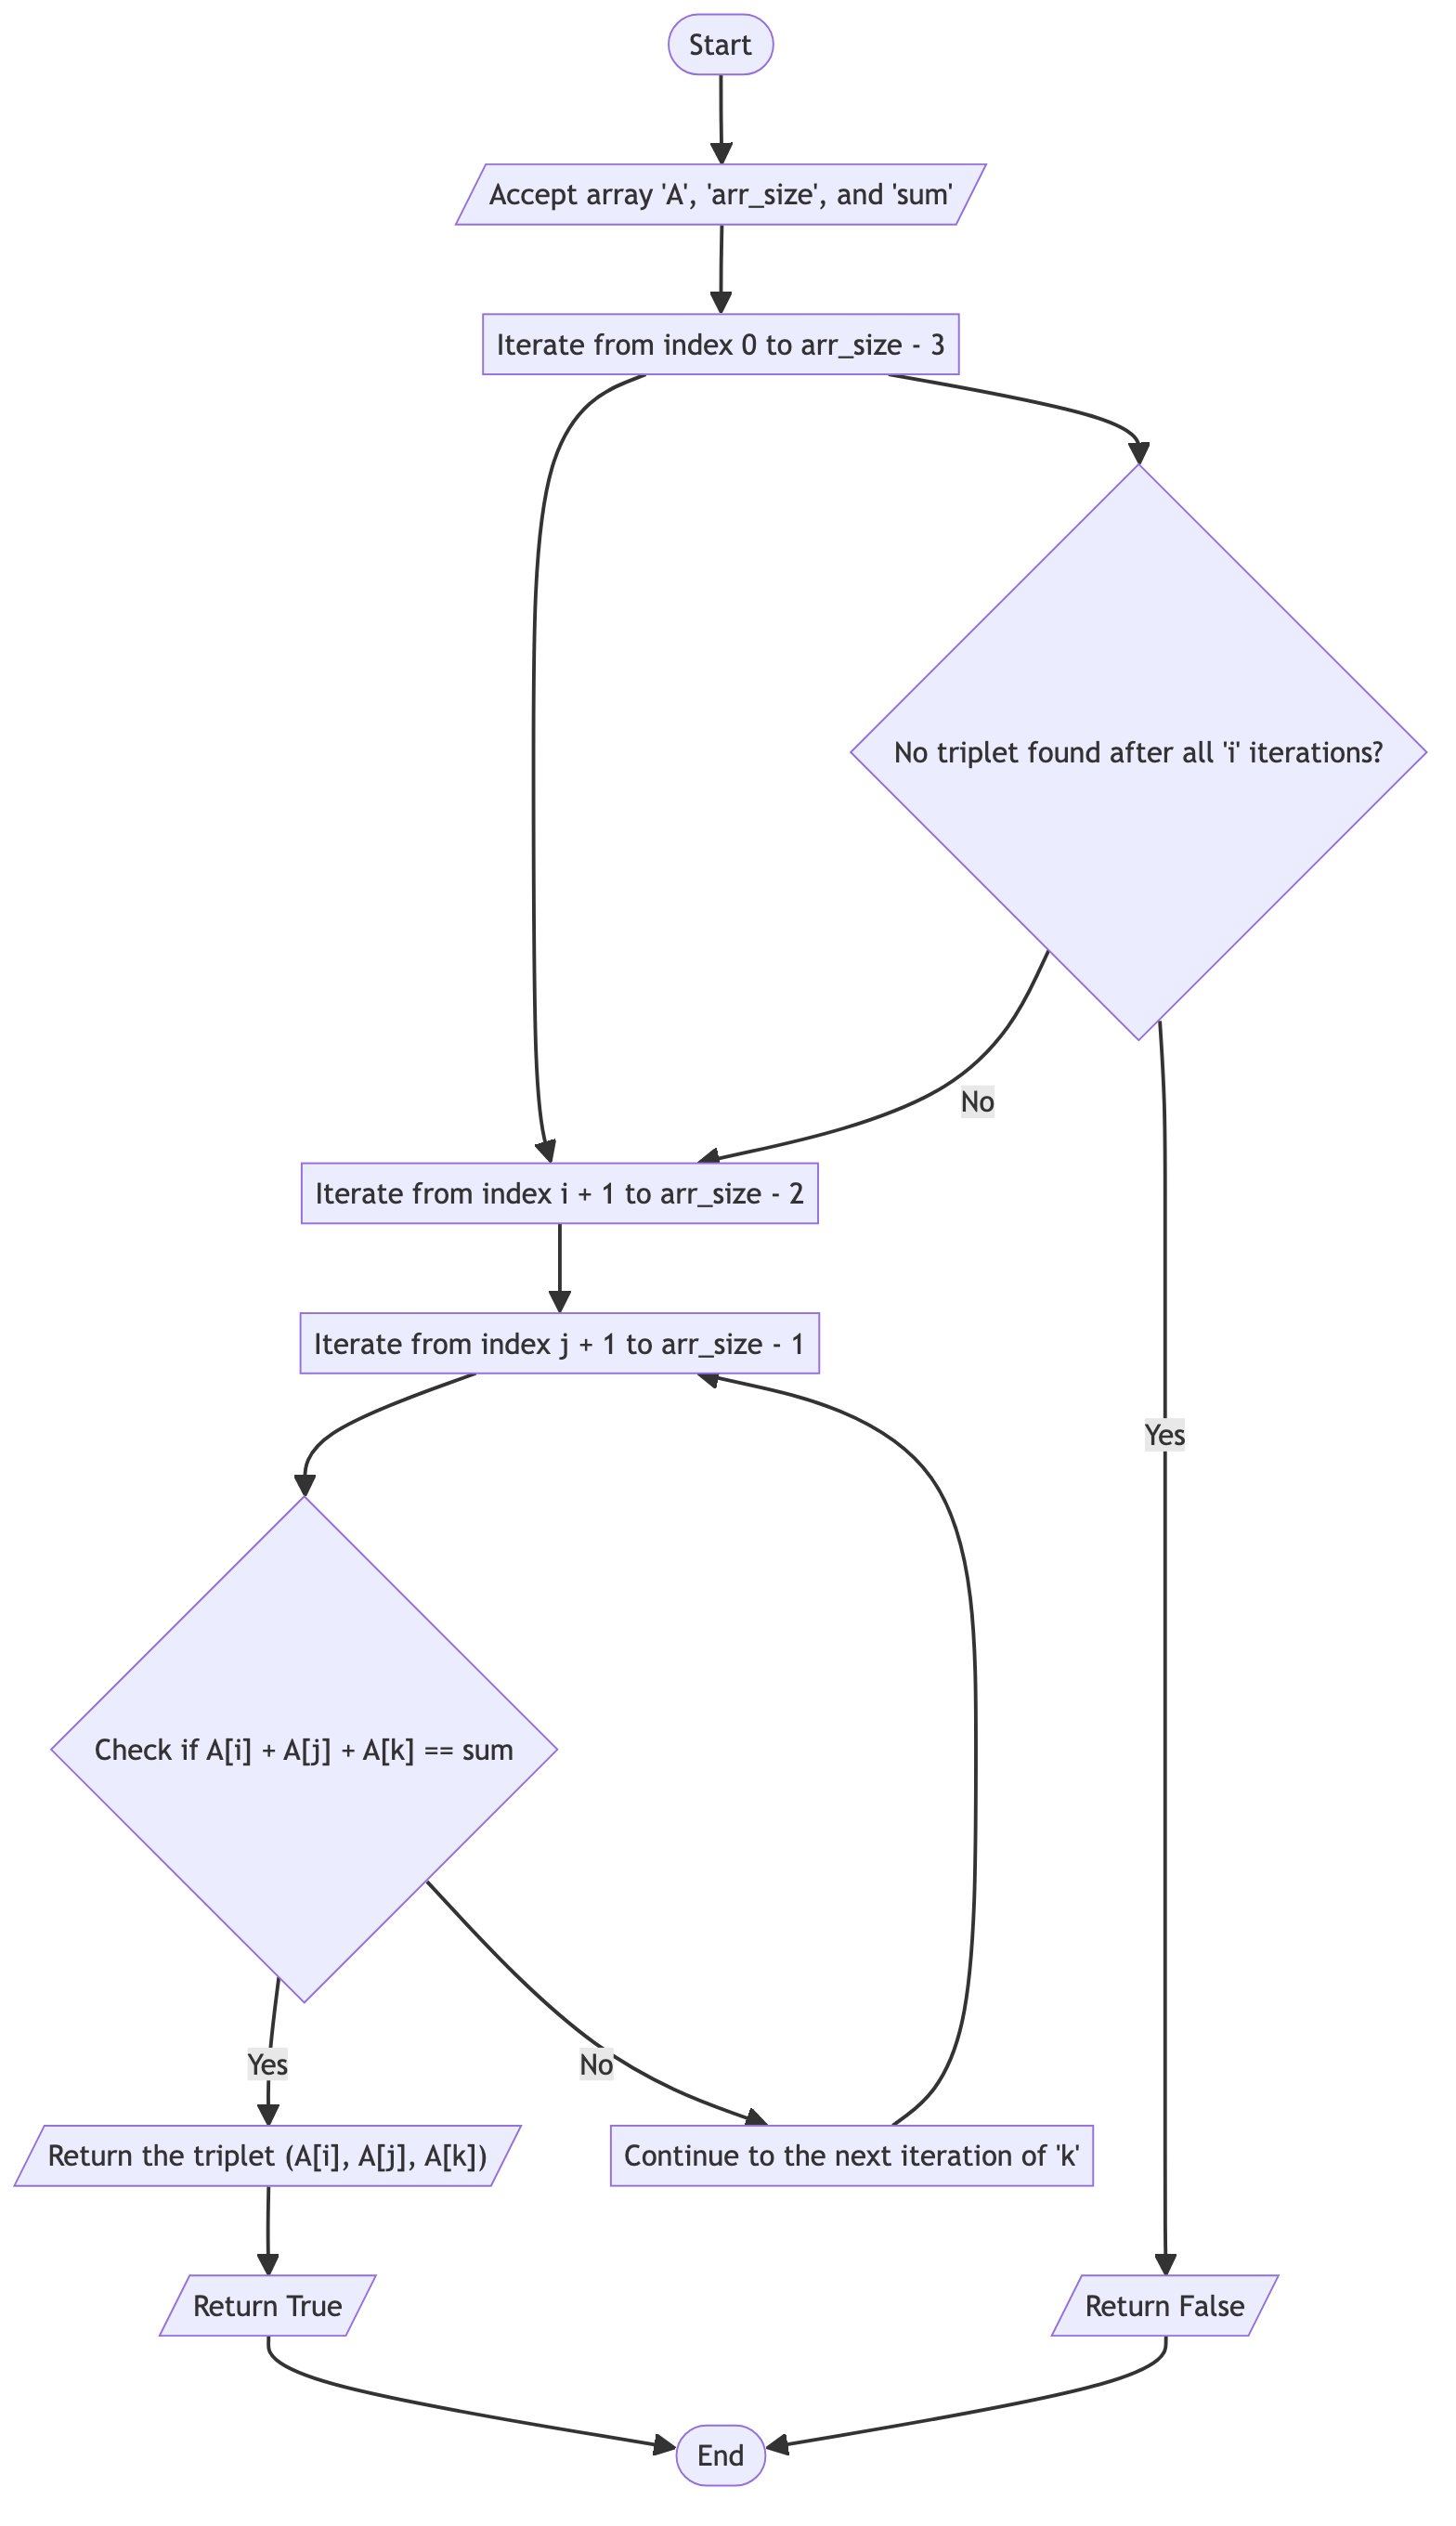 Start
Accept array 'A', 'arr_size', and 'sum'
Iterate from index 0 to arr_size - 3
No triplet found after all 'i' iterations?
No
Iterate from index i + 1 to arr_size - 2
Iterate from index j + 1 to arr_size - 1
Yes
Check if A[i] + A[j] + A[k] == sum
Yes
No
Return the triplet (A[i], A[j], A[k])
Continue to the next iteration of 'k'
Return True
Return False
End